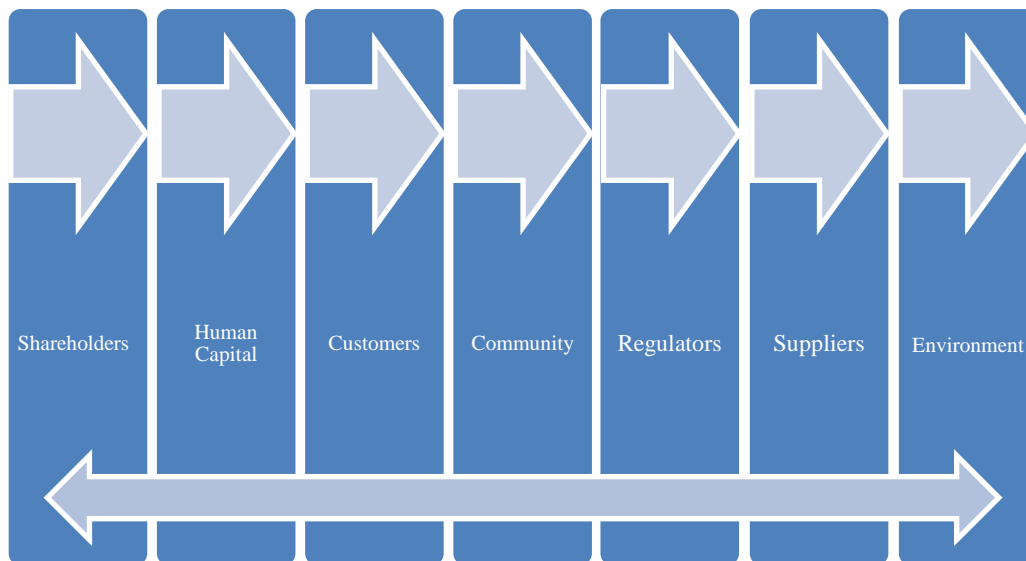 Shareholders
Human
Capital
Customers
Community
Regulators
Suppliers
Environment